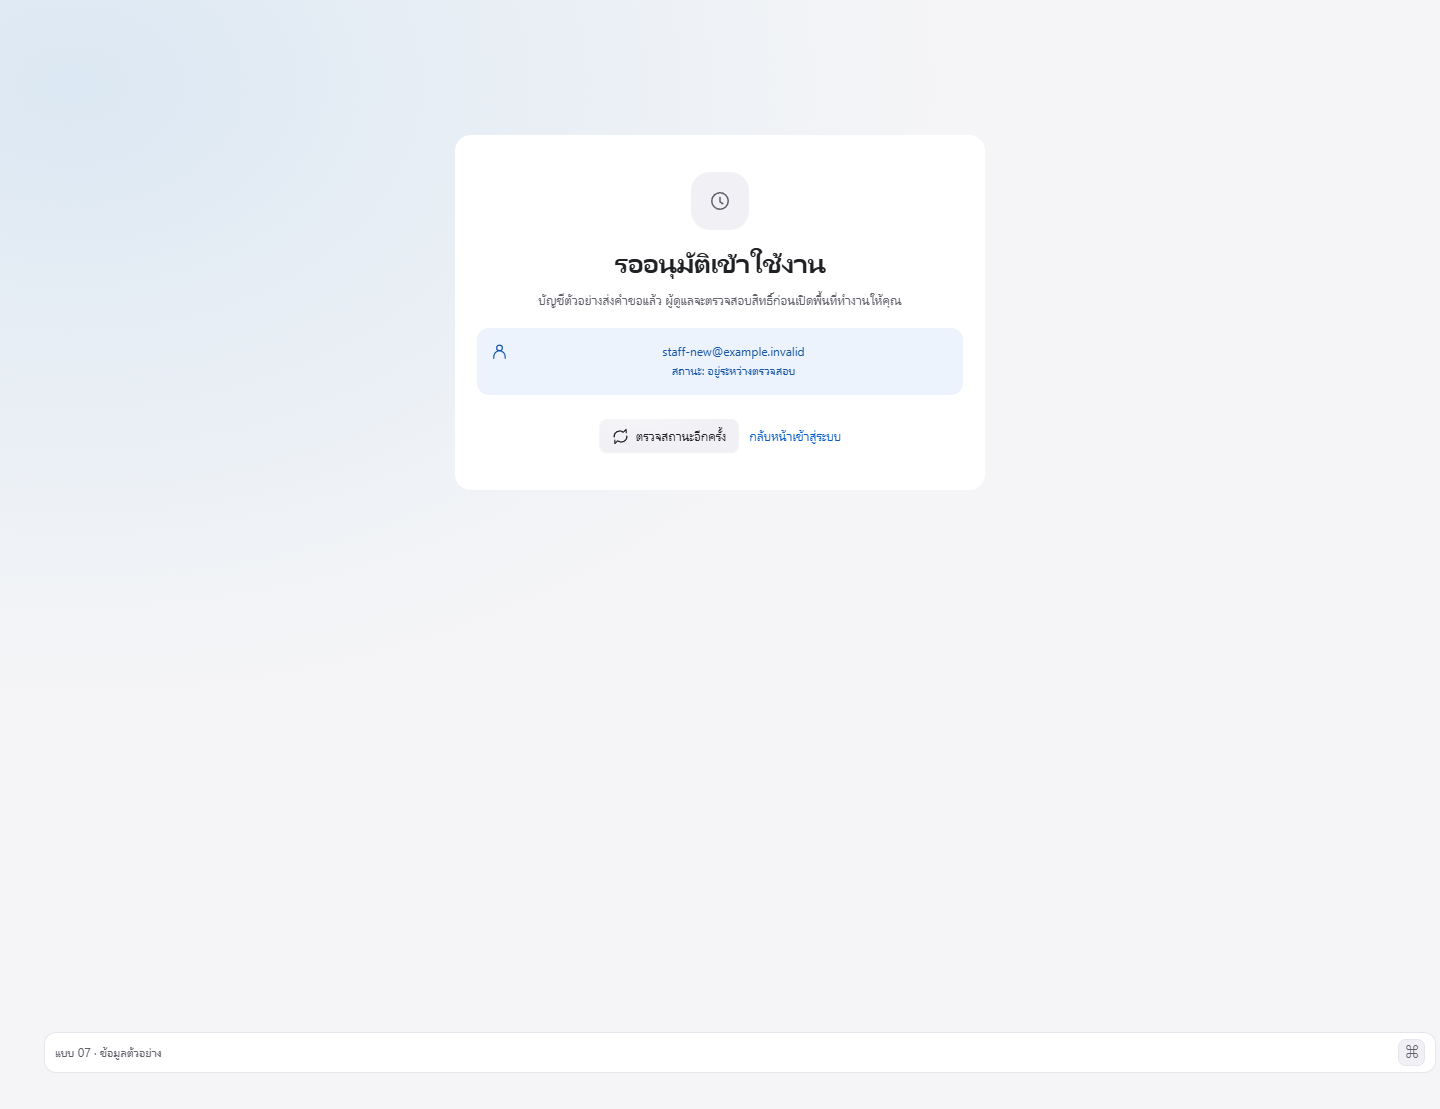 รออนุมัติเข้าใช้งาน
บัญชีตัวอย่างส่งคำขอแล้ว ผู้ดูแลจะตรวจสอบสิทธิ์ก่อนเปิดพื้นที่ทำงานให้คุณ
staff-new@example.invalid
สถานะ: อยู่ระหว่างตรวจสอบ
ตรวจสถานะอีกครั้ง กลับหน้าเข้าสู่ระบบ
แบบ 07 · ข้อมูลตัวอย่าง ⌘